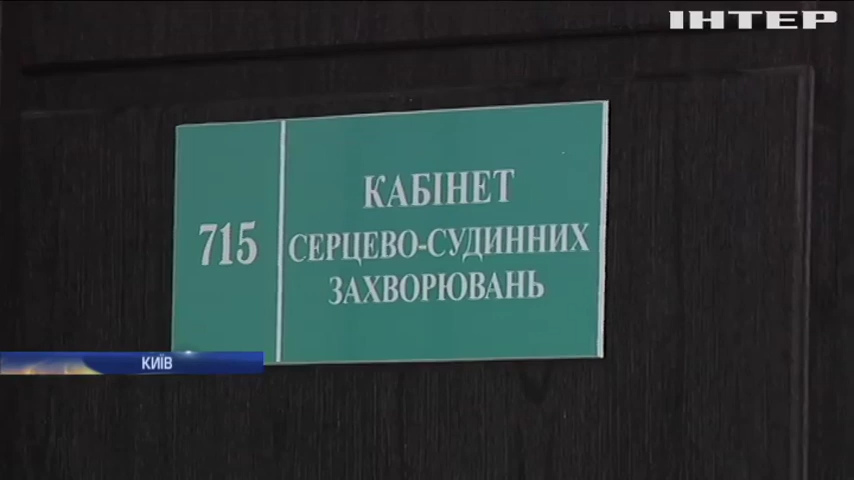 ІНТЕР
715
КАБІНЕТ
СЕРЦЕВО-СУДИННИХ
ЗАХВОРЮВАНЬ
КИЇВ